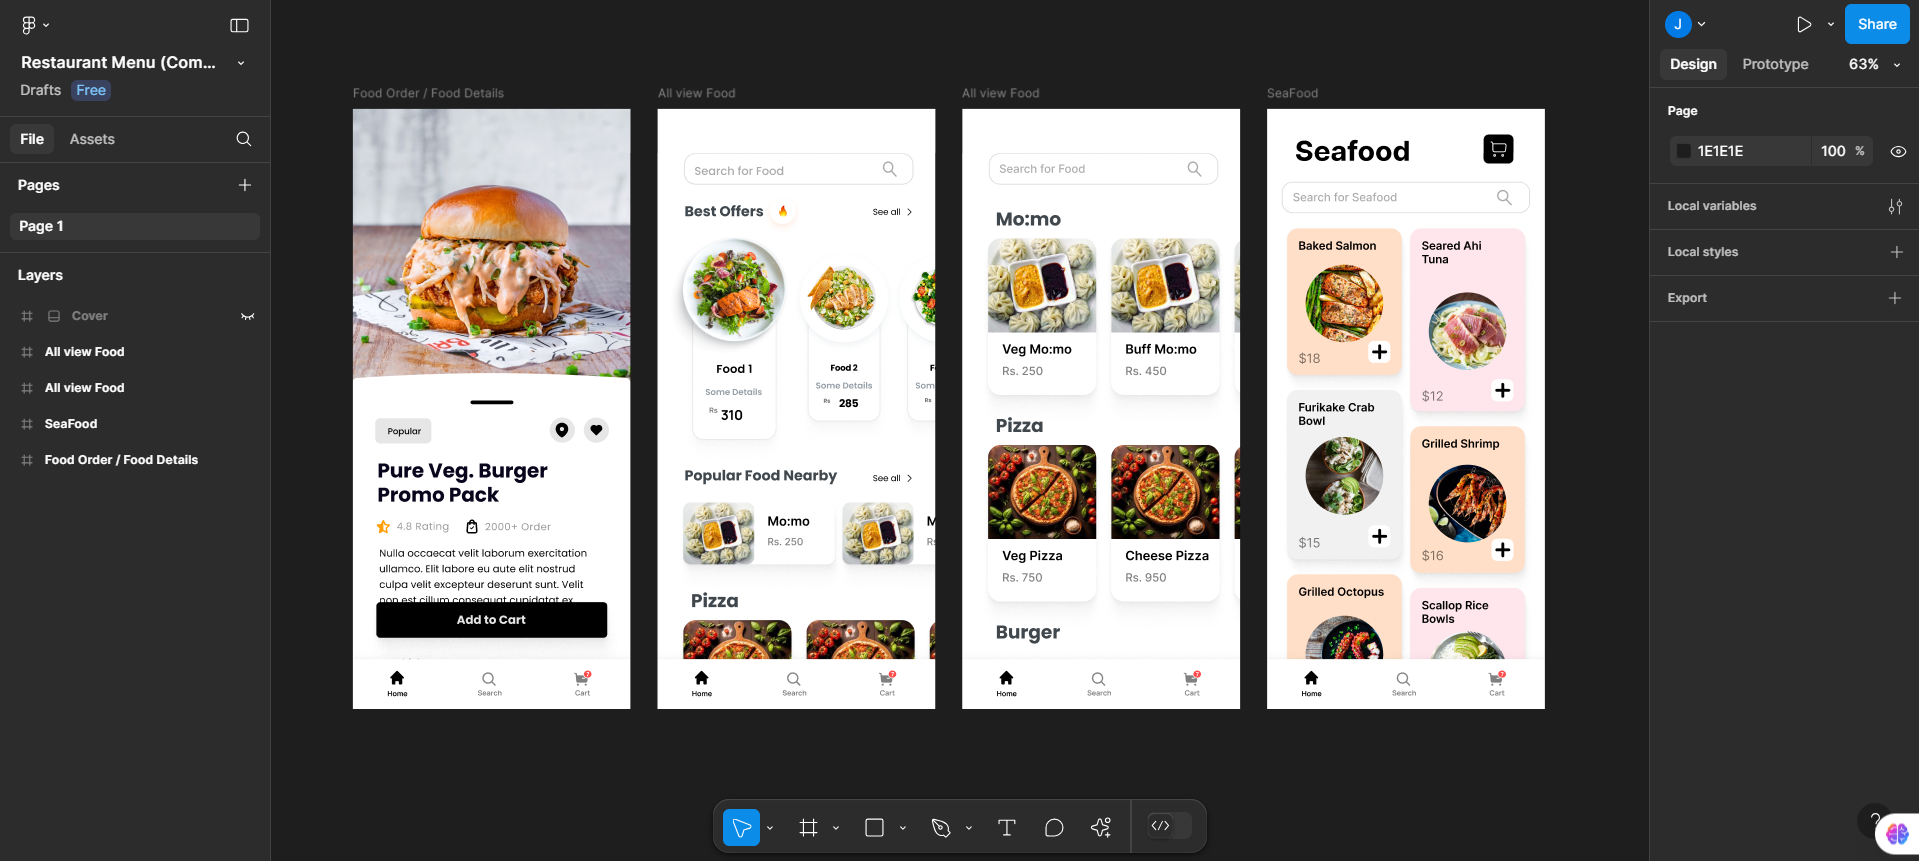 Restaurant Menu (Com...
Drafts Free
File Assets
Pages
Page 1
Layers
Cover
All view Food
All view Food
SeaFood
Food Order / Food Details
Food Order / Food Details
Popular
Pure Veg. Burger
Promo Pack
4.8 Rating 2000+ Order
Nulla occaecat velit laborum exercitation
ullamco. Elit labore eu aute elit nostrud
culpa velit excepteur deserunt sunt. Velit
non est cillum consequat cupidatat ex
Add to Cart
Home Search Cart
All view Food
Search for Food
Best Offers See all
Food 1
Some Details
Rs 310
Food 2
Some Details
Rs 285
F
Som
Rs
Popular Food Nearby See all
Mo:mo
Rs. 250
M
Rs
Pizza
Home Search Cart
All view Food
Search for Food
Mo:mo
Veg Mo:mo
Rs. 250
Buff Mo:mo
Rs. 450
Pizza
Veg Pizza
Rs. 750
Cheese Pizza
Rs. 950
Burger
Home Search Cart
SeaFood
Seafood
Search for Seafood
Baked Salmon
$18
Seared Ahi
Tuna
$12
Furikake Crab
Bowl
$15
Grilled Shrimp
$16
Grilled Octopus
Scallop Rice
Bowls
Home Search Cart
J Share
Design Prototype 63%
Page
1E1E1E 100 %
Local variables
Local styles
Export
?